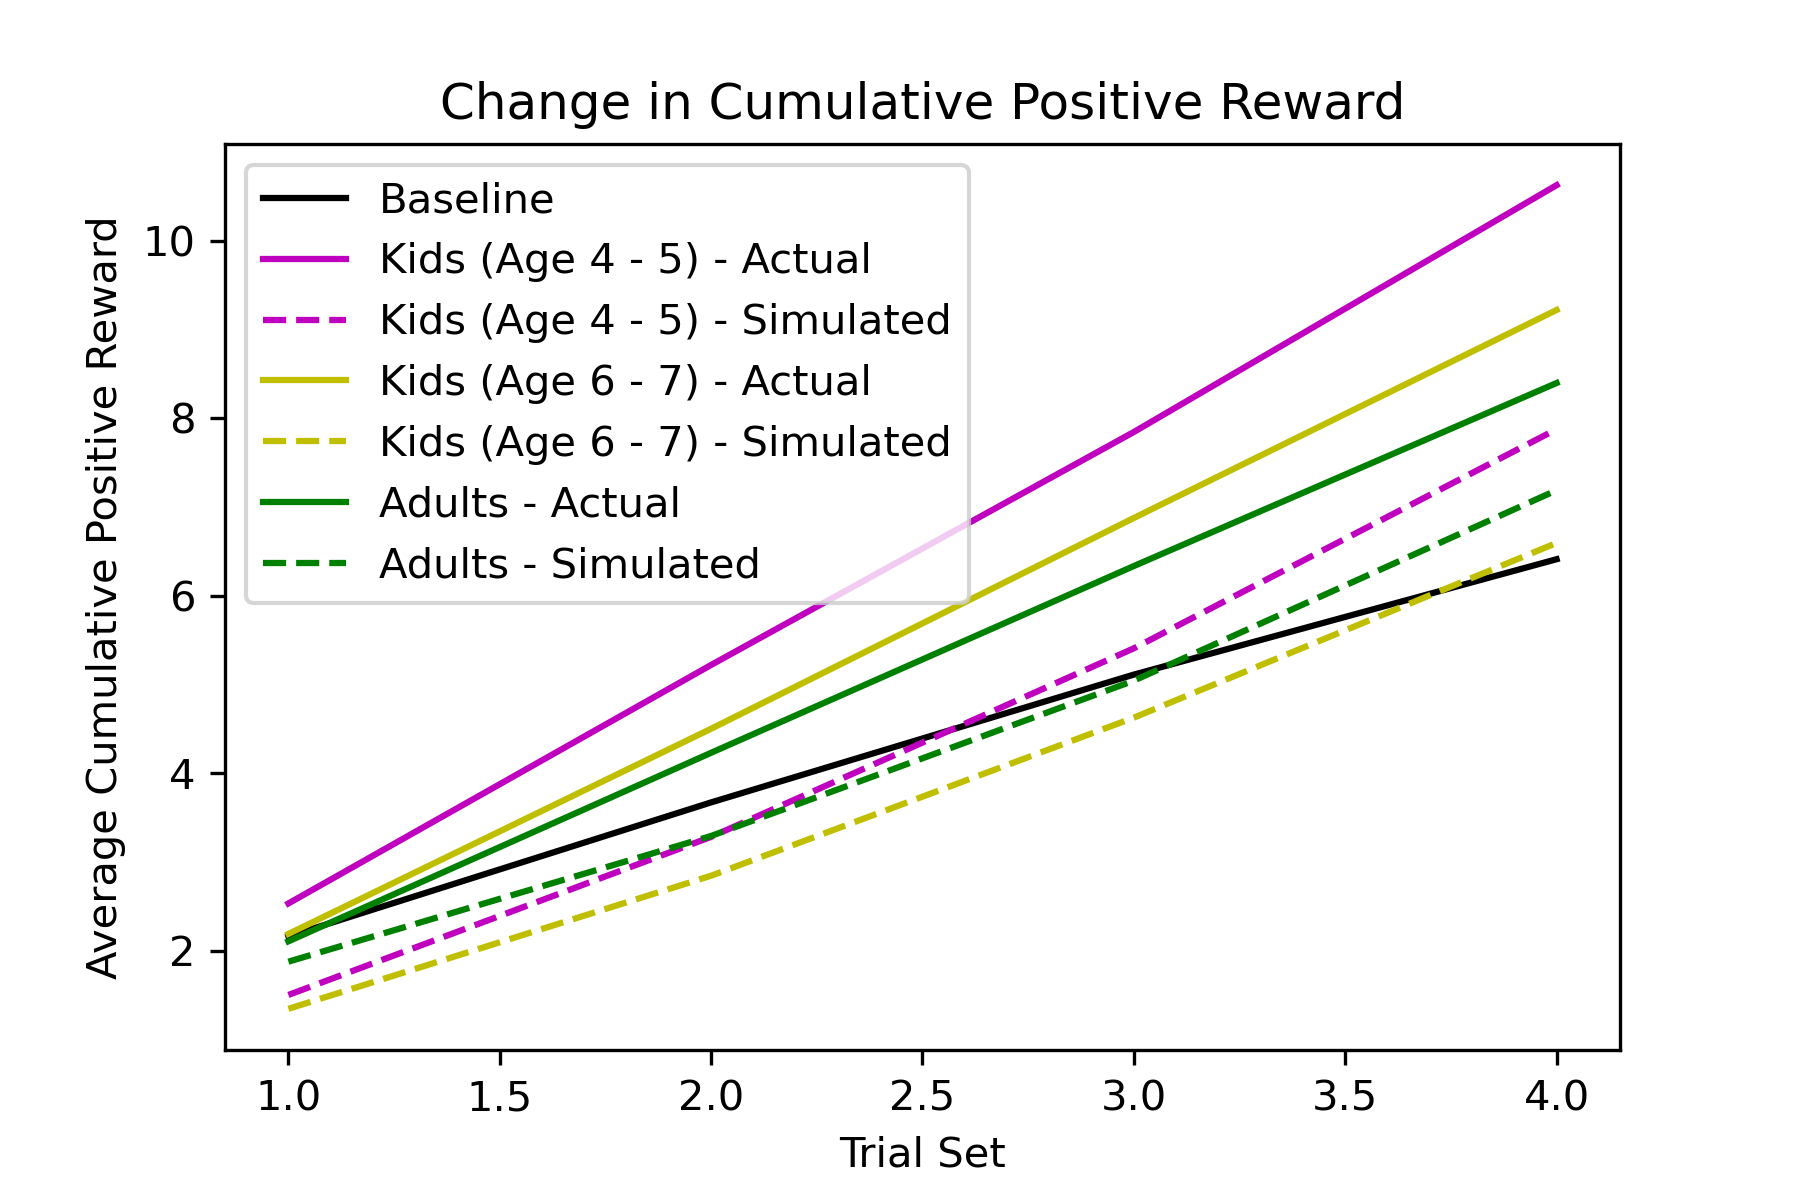 Change in Cumulative Positive Reward
Average Cumulative Positive Reward
10
8
6
4
2
Baseline
Kids (Age 4 - 5) - Actual
Kids (Age 4 - 5) - Simulated
Kids (Age 6 - 7) - Actual
Kids (Age 6 - 7) - Simulated
Adults - Actual
Adults - Simulated
1.0 1.5 2.0 2.5 3.0 3.5 4.0
Trial Set